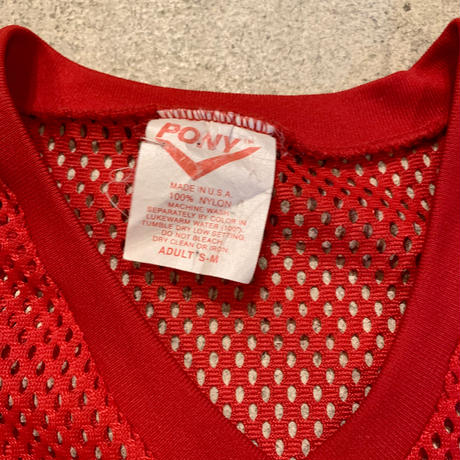 PONY™
MADE IN U.S.A.
100% NYLON
MACHINE WASH
SEPARATELY BY COLOR IN
LUKEWARM WATER (100°).
TUMBLE DRY LOW SETTING.
DO NOT BLEACH,
DRY CLEAN OR IRON.
ADULT S-M